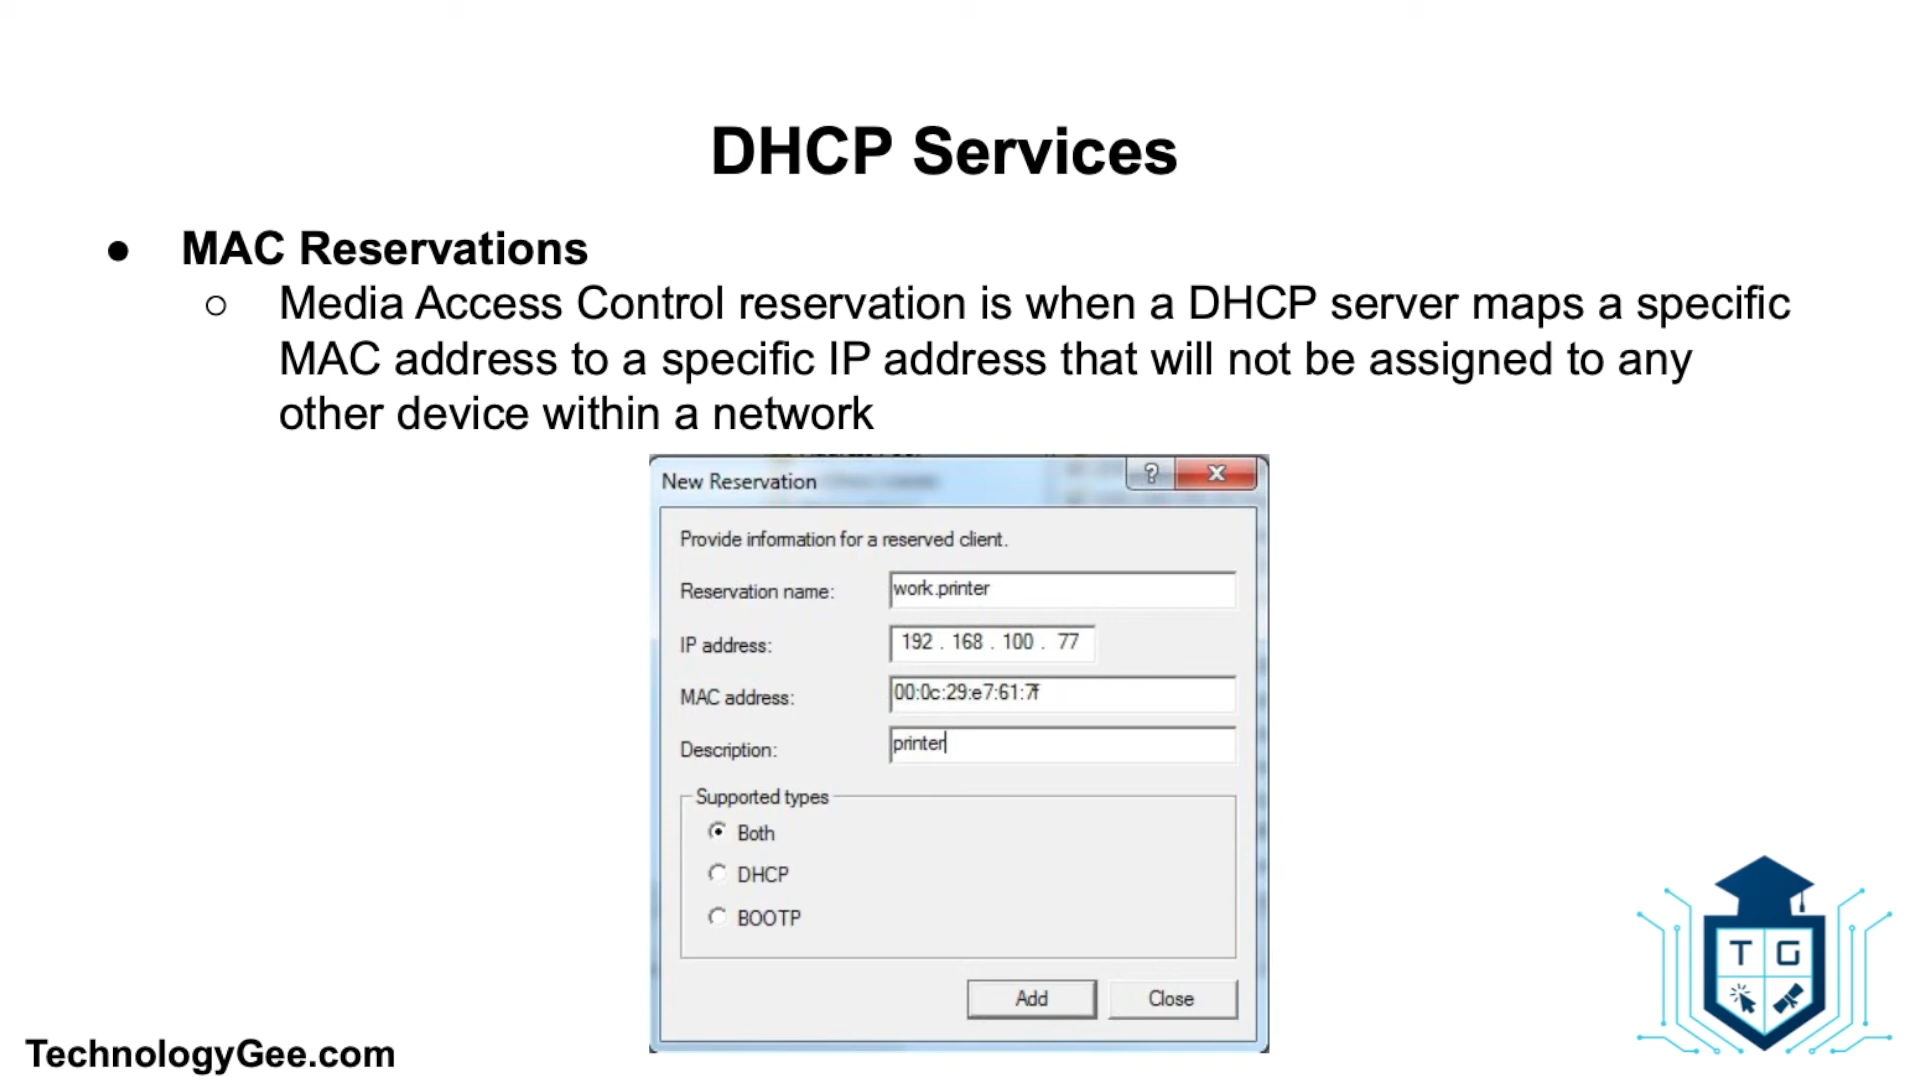 DHCP Services
● MAC Reservations
○ Media Access Control reservation is when a DHCP server maps a specific
MAC address to a specific IP address that will not be assigned to any
other device within a network
New Reservation
?
Provide information for a reserved client.
Reservation name: work.printer
IP address: 192 . 168 . 100 . 77
MAC address: 00:0c:29:e7:61:7f
Description: printer
Supported types
Both
DHCP
BOOTP
Add Close
T G
TechnologyGee.com